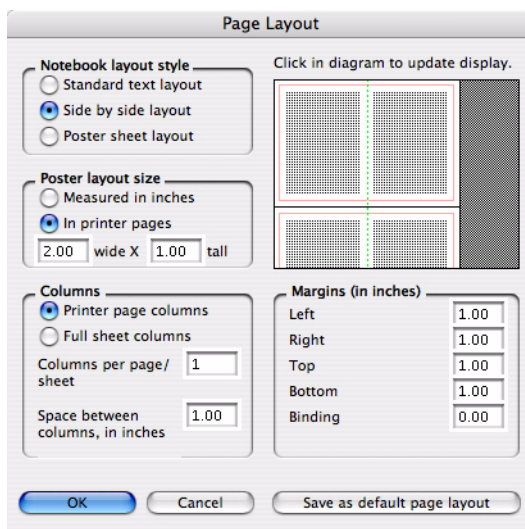 Page Layout
Notebook layout style
Standard text layout
Side by side layout
Poster sheet layout
Click in diagram to update display.
Poster layout size
Measured in inches
In printer pages
2.00 wide X 1.00 tall
Columns
Printer page columns
Full sheet columns
Columns per page/ 1
sheet
Space between 1.00
columns, in inches
Margins (in inches)
Left 1.00
Right 1.00
Top 1.00
Bottom 1.00
Binding 0.00
OK
Cancel
Save as default page layout